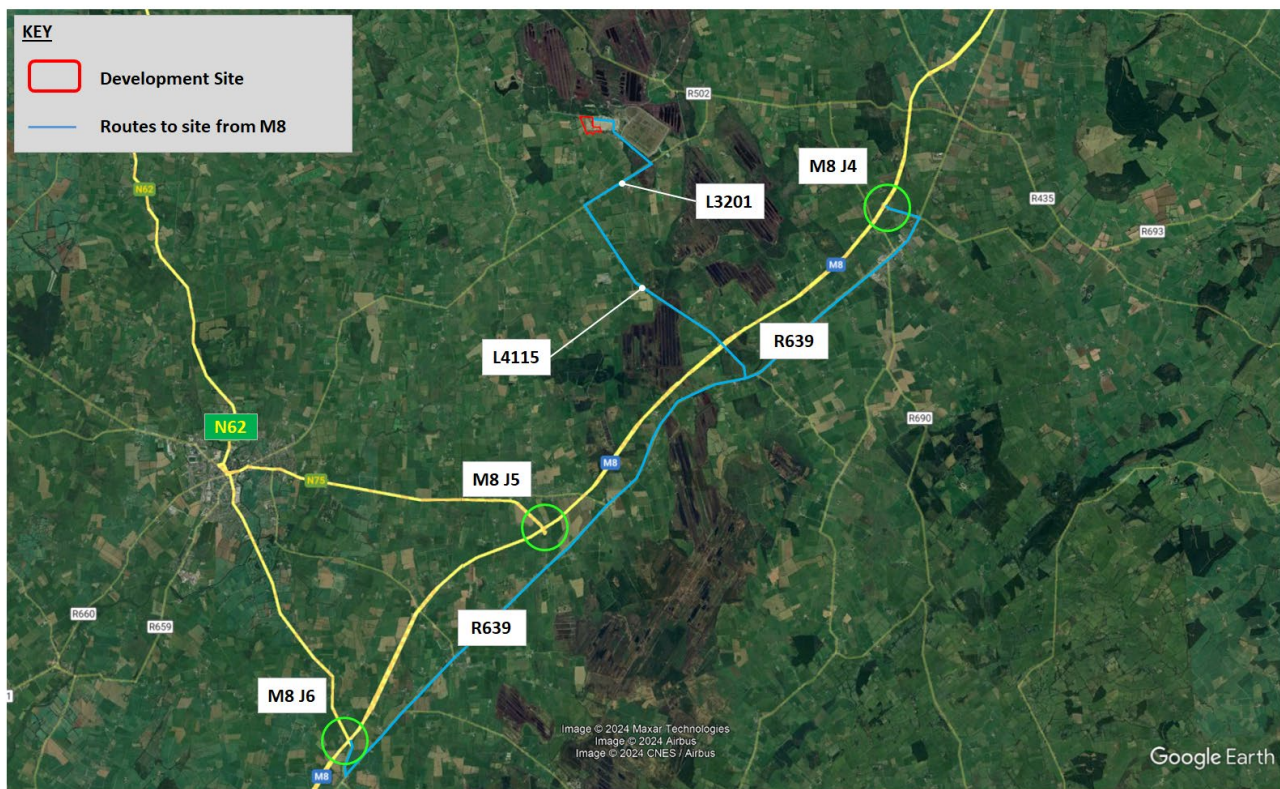 KEY
Development Site
Routes to site from M8
R502
M8 J4
N62
L3201
R435
R693
M8
L4115
R639
N62
R690
M8 J5
M8
N75
R660
R659
R639
M8 J6
1
Image © 2024 Maxar Technologies
Image © 2024 Airbus
Image © 2024 CNES / Airbus
Google Earth
M8